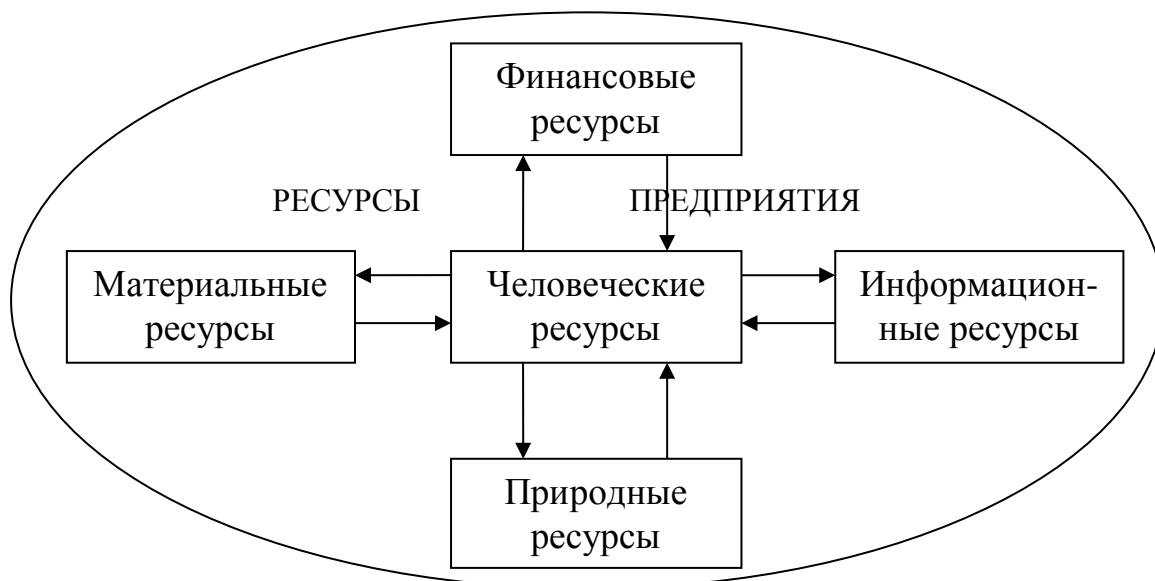 Финансовые
ресурсы
РЕСУРСЫ
ПРЕДПРИЯТИЯ
Материальные
ресурсы
Человеческие
ресурсы
Информацион-
ные ресурсы
Природные
ресурсы